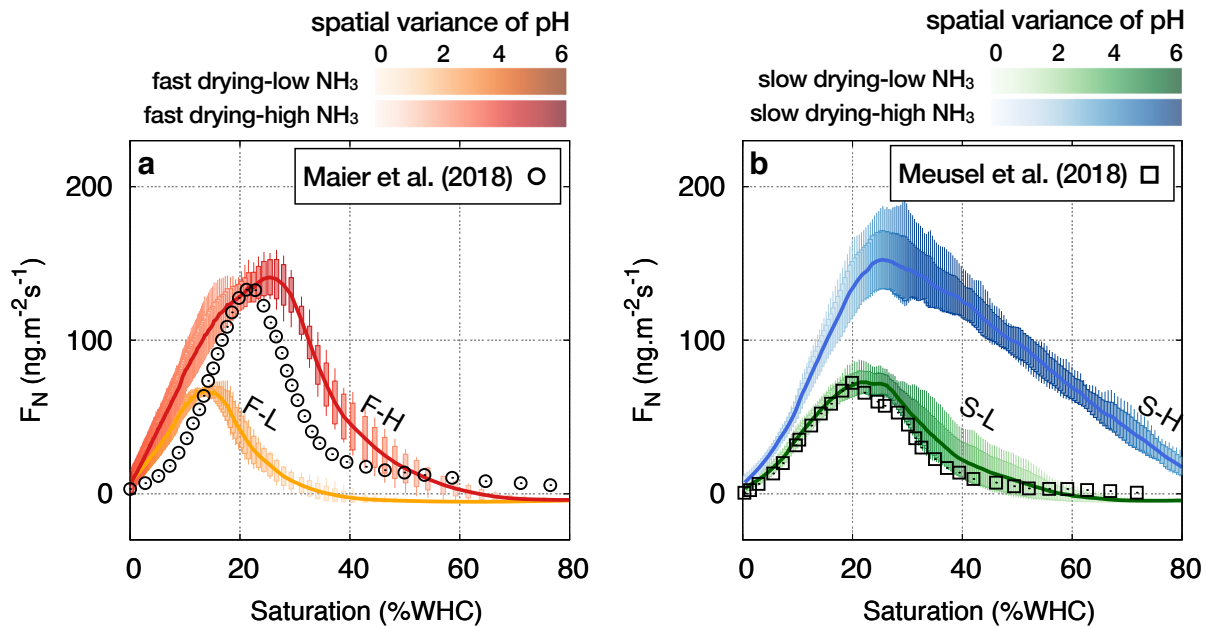 spatial variance of pH
0 2 4 6
fast drying-low NH₃
fast drying-high NH₃
a
Maier et al. (2018)
200
100
0
F_N (ng.m⁻²s⁻¹)
F-L
F-H
0 20 40 60 80
Saturation (%WHC)
spatial variance of pH
0 2 4 6
slow drying-low NH₃
slow drying-high NH₃
b
Meusel et al. (2018)
200
100
0
F_N (ng.m⁻²s⁻¹)
S-L
S-H
0 20 40 60 80
Saturation (%WHC)